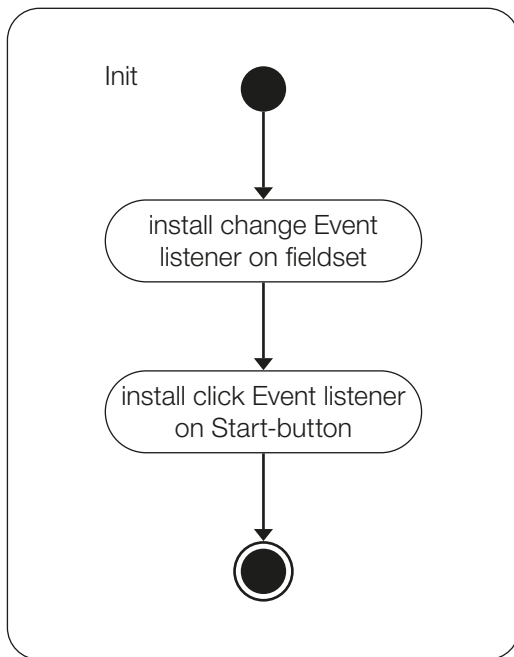 Init
install change Event
listener on fieldset
install click Event listener
on Start-button